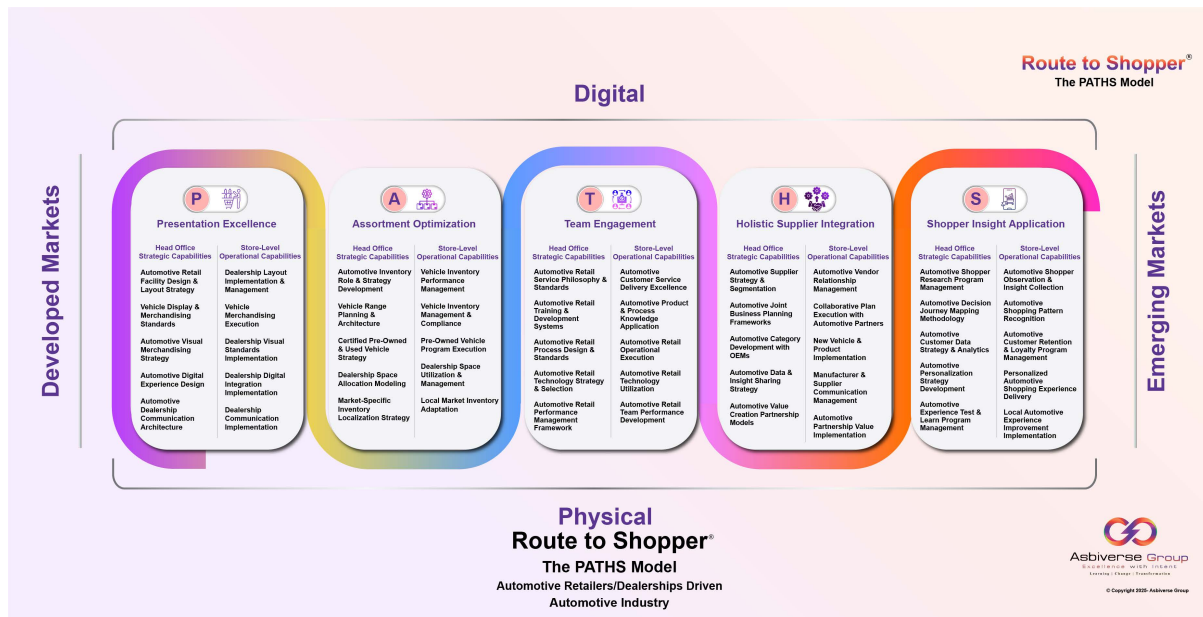 Route to Shopper®
The PATHS Model
Digital
Developed Markets
Emerging Markets
P
Presentation Excellence
Head Office
Strategic Capabilities
Automotive Retail
Facility Design &
Layout Strategy
Vehicle Display &
Merchandising
Standards
Automotive Visual
Merchandising
Strategy
Automotive Digital
Experience Design
Automotive
Dealership
Communication
Architecture
Store-Level
Operational Capabilities
Dealership Layout
Implementation &
Management
Vehicle
Merchandising
Execution
Dealership Visual
Standards
Implementation
Dealership Digital
Integration
Implementation
Dealership
Communication
Implementation
A
Assortment Optimization
Head Office
Strategic Capabilities
Automotive Inventory
Role & Strategy
Development
Vehicle Range
Planning &
Architecture
Certified Pre-Owned
& Used Vehicle
Strategy
Dealership Space
Allocation Modeling
Market-Specific
Inventory
Localization Strategy
Store-Level
Operational Capabilities
Vehicle Inventory
Performance
Management
Vehicle Inventory
Management &
Compliance
Pre-Owned Vehicle
Program Execution
Dealership Space
Utilization &
Management
Local Market Inventory
Adaptation
T
Team Engagement
Head Office
Strategic Capabilities
Automotive Retail
Service Philosophy &
Standards
Automotive Retail
Training &
Development
Systems
Automotive Retail
Process Design &
Standards
Automotive Retail
Technology Strategy
& Selection
Automotive Retail
Performance
Management
Framework
Store-Level
Operational Capabilities
Automotive
Customer Service
Delivery Excellence
Automotive Product
& Process
Knowledge
Application
Automotive Retail
Operational
Execution
Automotive Retail
Technology
Utilization
Automotive Retail
Team Performance
Development
H
Holistic Supplier Integration
Head Office
Strategic Capabilities
Automotive Supplier
Strategy &
Segmentation
Automotive Joint
Business Planning
Frameworks
Automotive Category
Development with
OEMs
Automotive Data &
Insight Sharing
Strategy
Automotive Value
Creation Partnership
Models
Store-Level
Operational Capabilities
Automotive Vendor
Relationship
Management
Collaborative Plan
Execution with
Automotive Partners
New Vehicle &
Product
Implementation
Manufacturer &
Supplier
Communication
Management
Automotive
Partnership Value
Implementation
S
Shopper Insight Application
Head Office
Strategic Capabilities
Automotive Shopper
Research Program
Management
Automotive Decision
Journey Mapping
Methodology
Automotive
Customer Data
Strategy & Analytics
Automotive
Personalization
Strategy
Development
Automotive
Experience Test &
Learn Program
Management
Store-Level
Operational Capabilities
Automotive Shopper
Observation &
Insight Collection
Automotive
Shopping Pattern
Recognition
Automotive
Customer Retention
& Loyalty Program
Management
Personalized
Automotive
Shopping Experience
Delivery
Local Automotive
Experience
Improvement
Implementation
Physical
Route to Shopper®
The PATHS Model
Automotive Retailers/Dealerships Driven
Automotive Industry
Asbiverse Group
Excellence with Intent
Learning | Change | Transformation
© Copyright 2025- Asbiverse Group